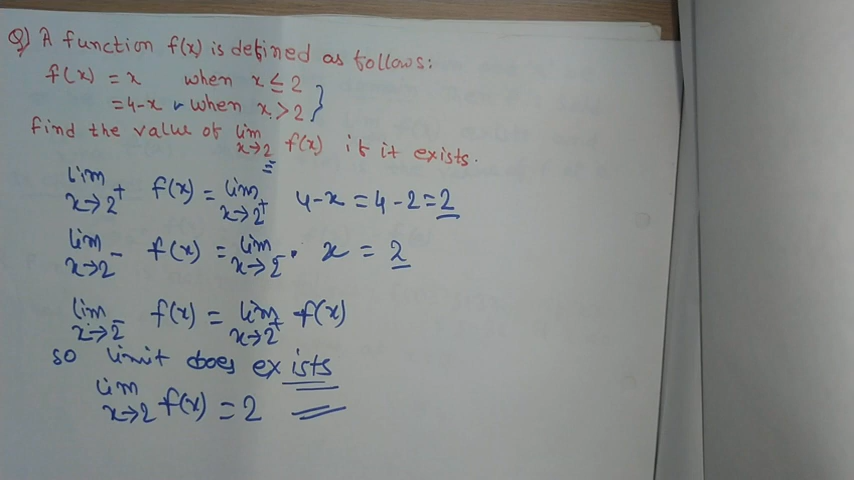 Q) A function f(x) is defined as follows:
f(x) = x when x ≤ 2
= 4-x when x > 2 }
Find the value of lim x→2 f(x) if it exists.
lim x→2⁺ f(x) = lim x→2⁺ 4-x = 4-2 = 2
lim x→2⁻ f(x) = lim x→2⁻ x = 2
lim x→2⁻ f(x) = lim x→2⁺ f(x)
so limit does exists
lim x→2 f(x) = 2